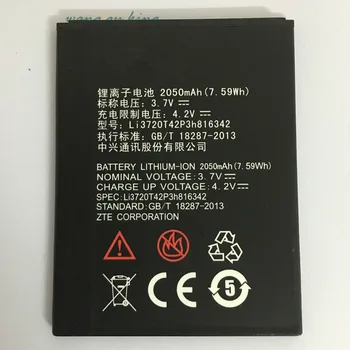 wang an xing
锂离子电池 2050mAh(7.59Wh)
标称电压: 3.7V
充电限制电压: 4.2V
型号:Li3720T42P3h816342
执行标准: GB/T 18287-2013
中兴通讯股份有限公司
BATTERY LITHIUM-ION 2050mAh(7.59Wh)
NOMINAL VOLTAGE: 3.7V
CHARGE UP VOLTAGE: 4.2V
SPEC: Li3720T42P3h816342
STANDARD: GB/T 18287-2013
ZTE CORPORATION
CE
5